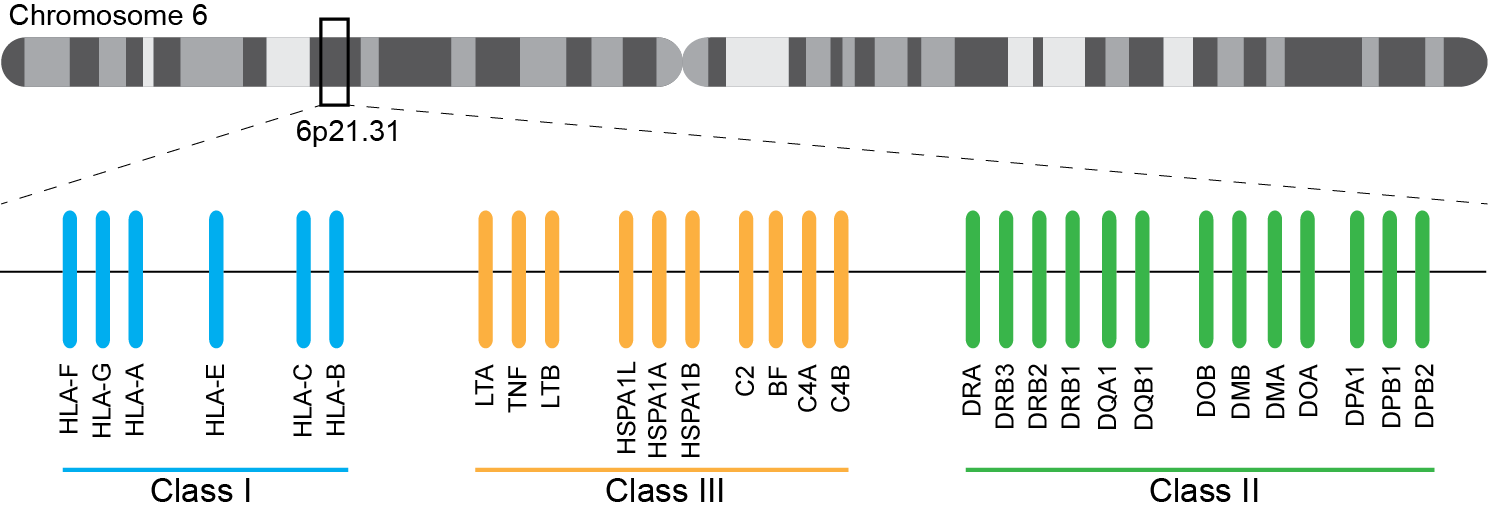 Chromosome 6
6p21.31
HLA-F
HLA-G
HLA-A
HLA-E
HLA-C
HLA-B
LTA
TNF
LTB
HSPA1L
HSPA1A
HSPA1B
C2
BF
C4A
C4B
DRA
DRB3
DRB2
DRB1
DQA1
DQB1
DOB
DMB
DMA
DOA
DPA1
DPB1
DPB2
Class I
Class III
Class II